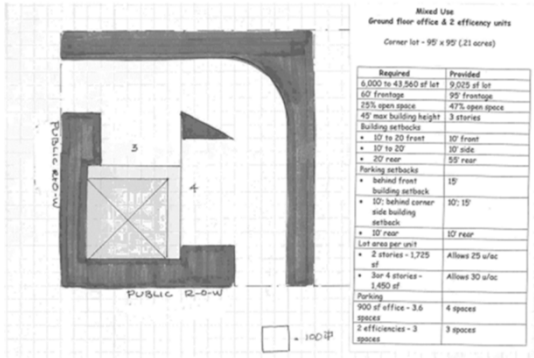 Mixed Use
Ground floor office & 2 efficency units
Corner lot – 95' x 95' (.21 acres)
Required Provided
6,000 to 43,560 sf lot 9,025 sf lot
60' frontage 95' frontage
25% open space 47% open space
45' max building height 3 stories
Building setbacks
• 10' to 20 front 10' front
• 10' to 20' 10' side
• 20' rear 55' rear
Parking setbacks
• behind front 15'
building setback
• 10'; behind corner 10'; 15'
side building
setback
• 10' rear 10' rear
Lot area per unit
• 2 stories – 1,725 Allows 25 u/ac
sf
• 3or 4 stories – Allows 30 u/ac
1,450 sf
Parking
900 sf office – 3.6 4 spaces
spaces
2 efficiencies – 3 3 spaces
spaces
PUBLIC R-O-W
3
4
PUBLIC R-O-W
= 100